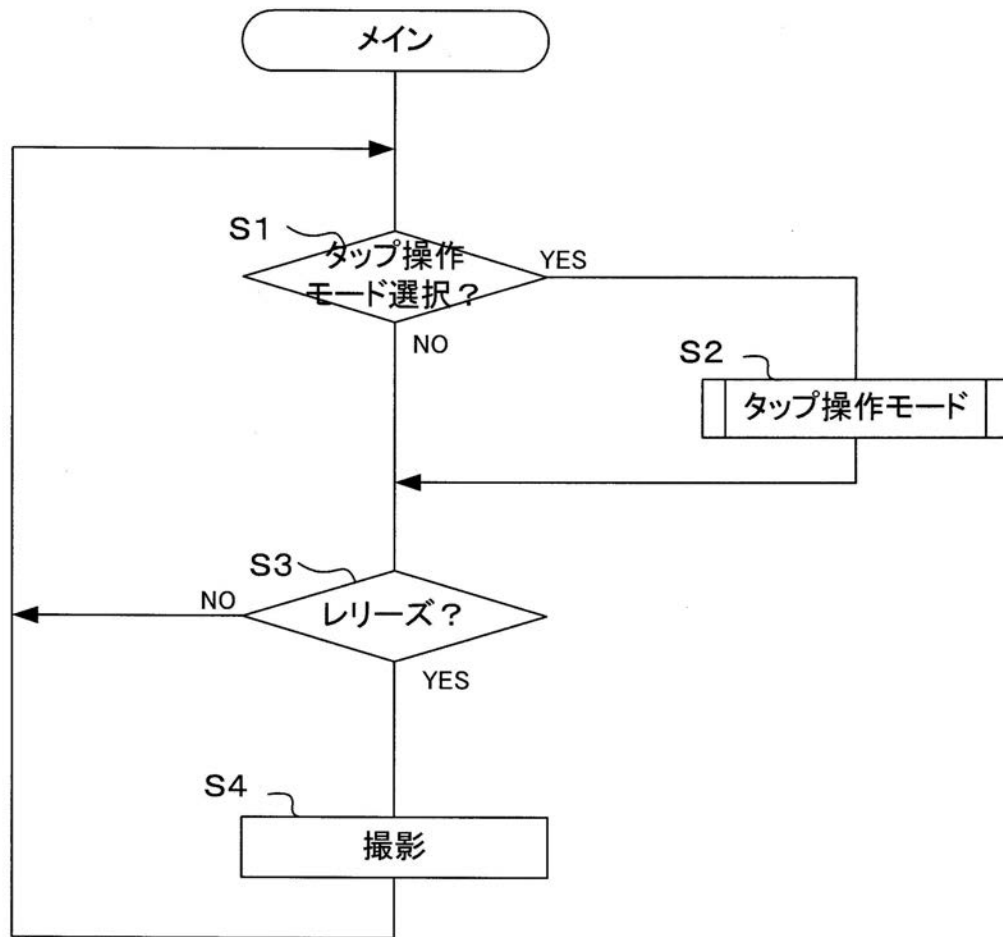 メイン
S1
タップ操作
モード選択？
YES
NO
S2
タップ操作モード
S3
レリーズ？
NO
YES
S4
撮影